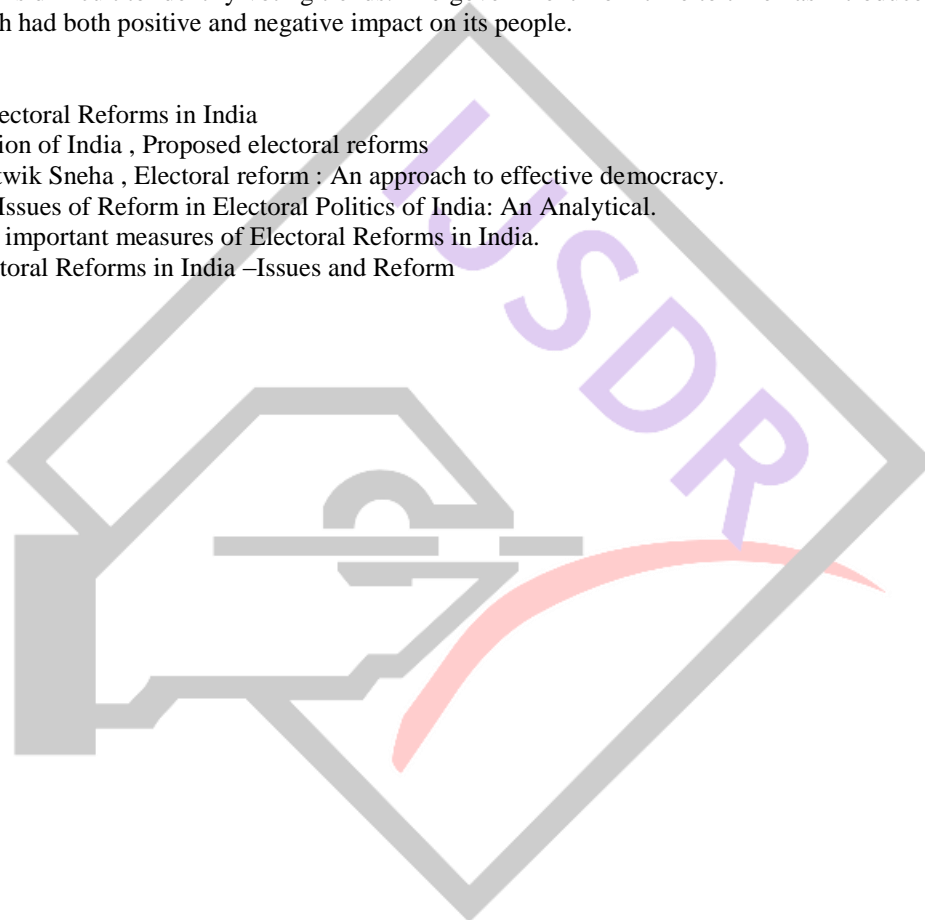 h had both positive and negative impact on its people.
ectoral Reforms in India
ion of India , Proposed electoral reforms
wik Sneha , Electoral reform : An approach to effective democracy.
Issues of Reform in Electoral Politics of India: An Analytical.
important measures of Electoral Reforms in India.
toral Reforms in India –Issues and Reform
IJSDR